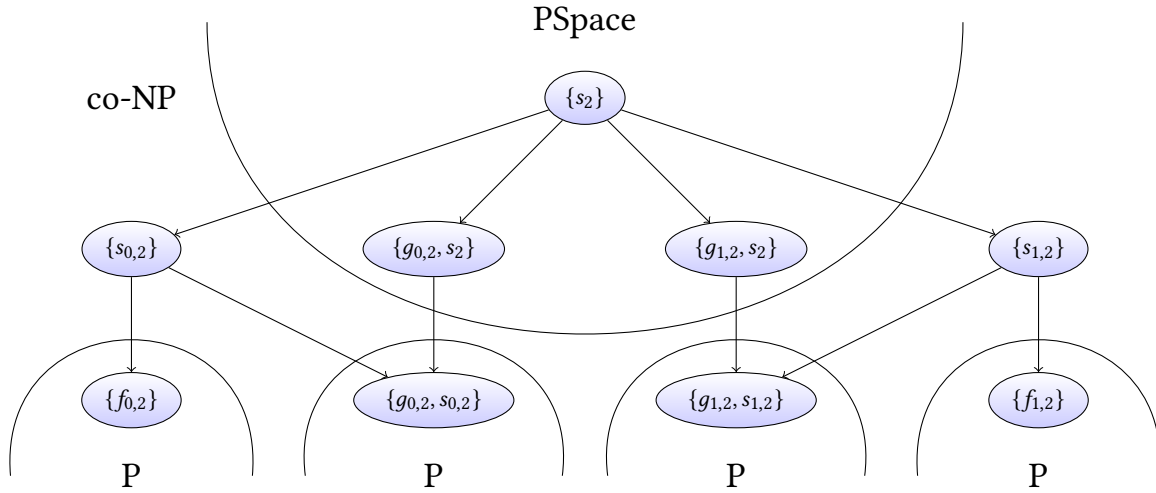 PSpace
co-NP
{s₂}
{s₀,₂}
{g₀,₂, s₂}
{g₁,₂, s₂}
{s₁,₂}
{f₀,₂}
{g₀,₂, s₀,₂}
{g₁,₂, s₁,₂}
{f₁,₂}
P
P
P
P